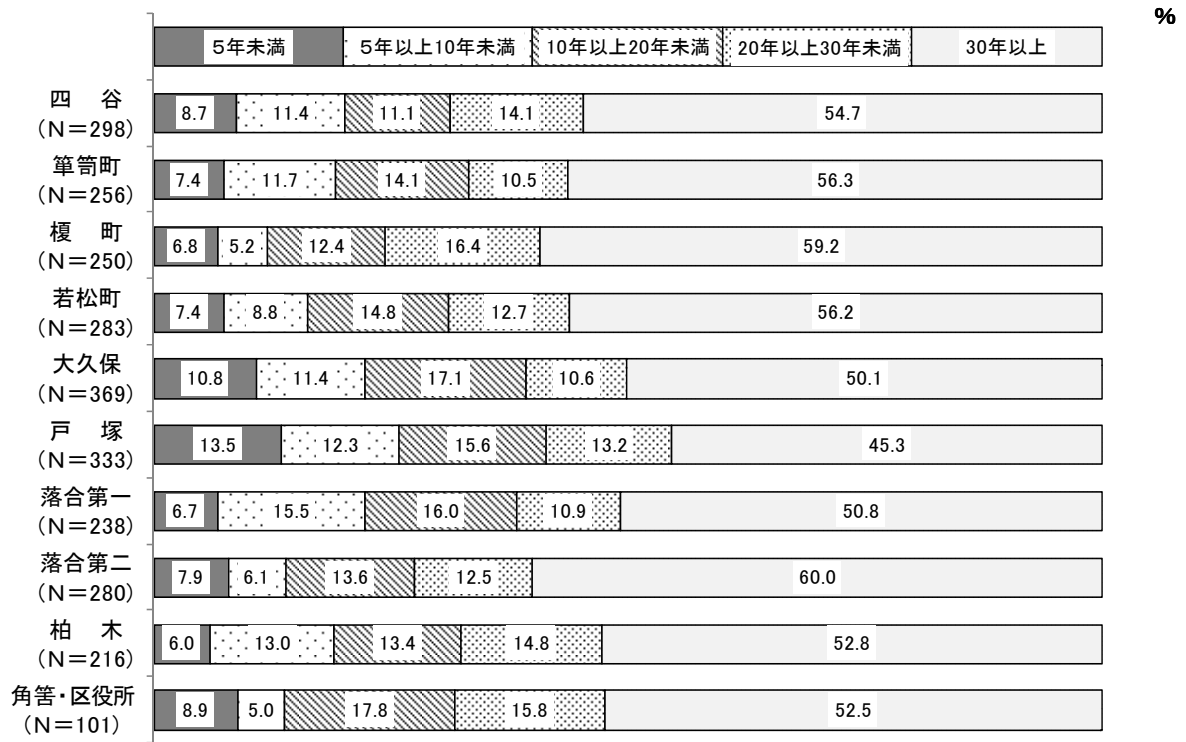 %
５年未満 ５年以上10年未満 10年以上20年未満 20年以上30年未満 30年以上
四　谷
（Ｎ＝298）
8.7 11.4 11.1 14.1 54.7
箪笥町
（Ｎ＝256）
7.4 11.7 14.1 10.5 56.3
榎　町
（Ｎ＝250）
6.8 5.2 12.4 16.4 59.2
若松町
（Ｎ＝283）
7.4 8.8 14.8 12.7 56.2
大久保
（Ｎ＝369）
10.8 11.4 17.1 10.6 50.1
戸　塚
（Ｎ＝333）
13.5 12.3 15.6 13.2 45.3
落合第一
（Ｎ＝238）
6.7 15.5 16.0 10.9 50.8
落合第二
（Ｎ＝280）
7.9 6.1 13.6 12.5 60.0
柏　木
（Ｎ＝216）
6.0 13.0 13.4 14.8 52.8
角筈・区役所
（Ｎ＝101）
8.9 5.0 17.8 15.8 52.5